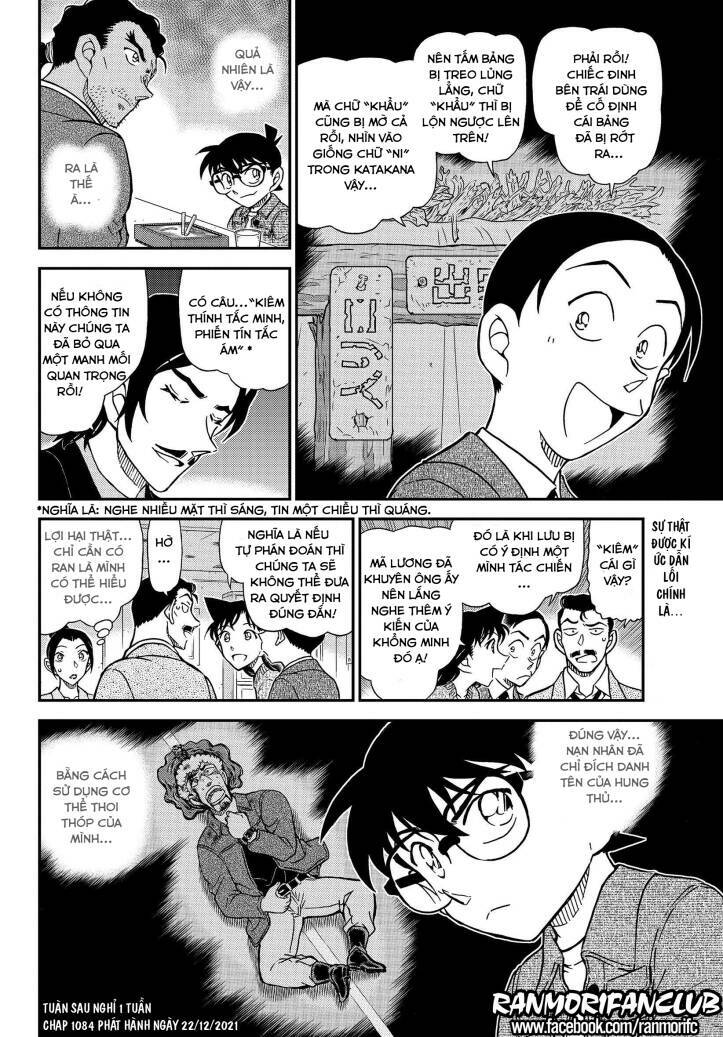 QUẢ
NHIÊN LÀ
VẬY...
RA LÀ
THẾ
À...
PHẢI RỒI!
CHIẾC ĐINH
BÊN TRÁI DÙNG
ĐỂ CỐ ĐỊNH
CÁI BẢNG
ĐÃ BỊ RỚT
RA...
NÊN TẤM BẢNG
BỊ TREO LỦNG
LẲNG, CHỮ
"KHẨU" THÌ BỊ
LỘN NGƯỢC LÊN
TRÊN!
MÀ CHỮ "KHẨU"
CŨNG BỊ MỜ CẢ
RỒI, NHÌN VÀO
GIỐNG CHỮ "NI"
TRONG KATAKANA
VẬY...
CÓ CÂU..."KIÊM
THÍNH TẮC MINH,
PHIẾN TÍN TẮC
ÁM" *
NẾU KHÔNG
CÓ THÔNG TIN
NÀY CHÚNG TA
ĐÃ BỎ QUA
MỘT MANH MỐI
QUAN TRỌNG
RỒI!
*NGHĨA LÀ: NGHE NHIỀU MẶT THÌ SÁNG, TIN MỘT CHIỀU THÌ QUÁNG.
SỰ THẬT
ĐƯỢC KÍ
ỨC DẪN
LỐI
CHÍNH
LÀ...
"KIÊM"
CÁI GÌ
VẬY?
ĐÓ LÀ KHI LƯU BỊ
CÓ Ý ĐỊNH MỘT
MÌNH TÁC CHIẾN ...
MÃ LƯƠNG ĐÃ
KHUYÊN ÔNG ẤY
NÊN LẮNG
NGHE THÊM Ý
KIẾN CỦA
KHỔNG MINH
ĐÓ Ạ!
NGHĨA LÀ NẾU
TỰ PHÁN ĐOÁN THÌ
CHÚNG TA SẼ
KHÔNG THỂ ĐƯA
RA QUYẾT ĐỊNH
ĐÚNG ĐẮN!
HỜ
...
LỢI HẠI THẬT...
CHỈ CẦN CÓ
RAN LÀ MÌNH
CÓ THỂ HIỂU
ĐƯỢC...
ĐÚNG VẬY...
NẠN NHÂN ĐÃ
CHỈ ĐÍCH DANH
TÊN CỦA HUNG
THỦ...
BẰNG CÁCH
SỬ DỤNG CƠ
THỂ THOI
THÓP CỦA
MÌNH...
TUẦN SAU NGHỈ 1 TUẦN
CHAP 1084 PHÁT HÀNH NGÀY 22/12/2021
RANMORIFANCLUB
www.facebook.com/ranmorifc